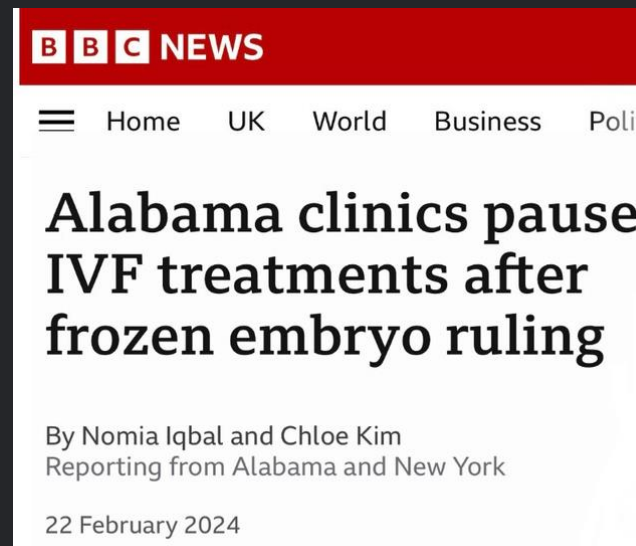 BBC NEWS
Home UK World Business Poli
Alabama clinics pause
IVF treatments after
frozen embryo ruling
By Nomia Iqbal and Chloe Kim
Reporting from Alabama and New York
22 February 2024